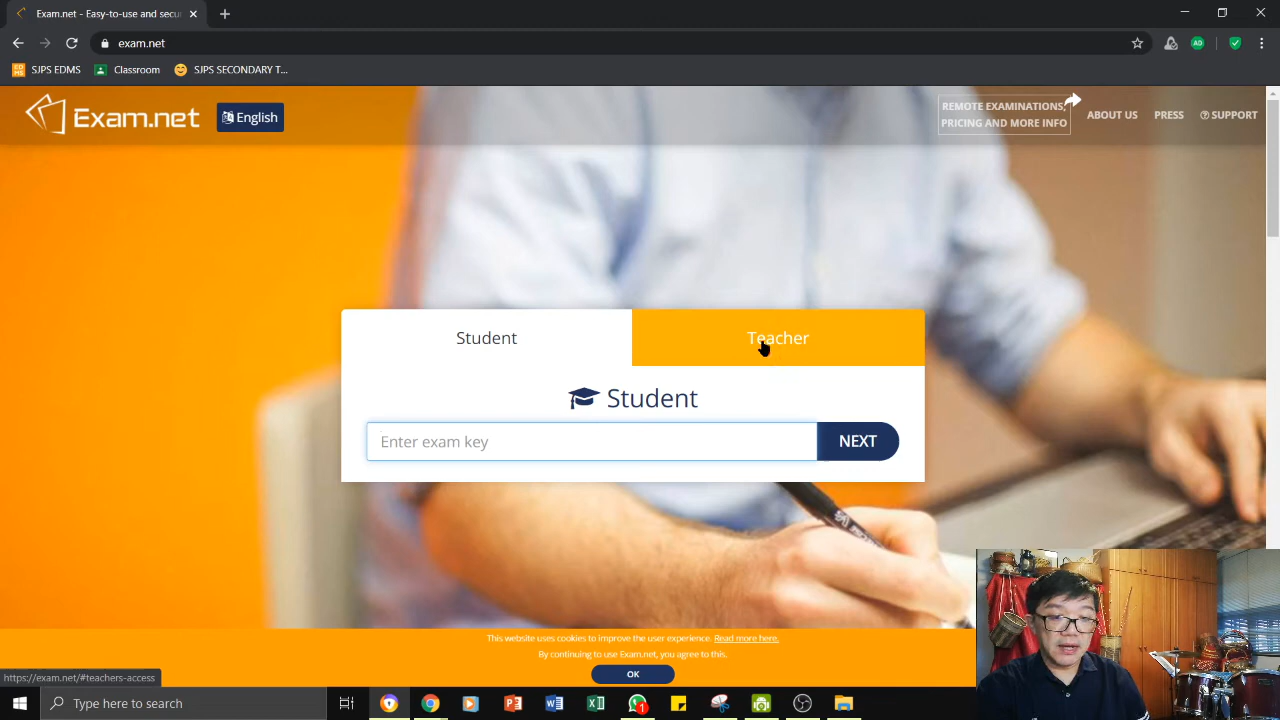 Exam.net - Easy-to-use and secu
exam.net
SJPS EDMS
Classroom
SJPS SECONDARY T...
Exam.net
English
REMOTE EXAMINATIONS,
PRICING AND MORE INFO
ABOUT US
PRESS
SUPPORT
Student
Teacher
Student
Enter exam key
NEXT
This website uses cookies to improve the user experience. Read more here.
By continuing to use Exam.net, you agree to this.
OK
https://exam.net/#teachers-access
Type here to search
1